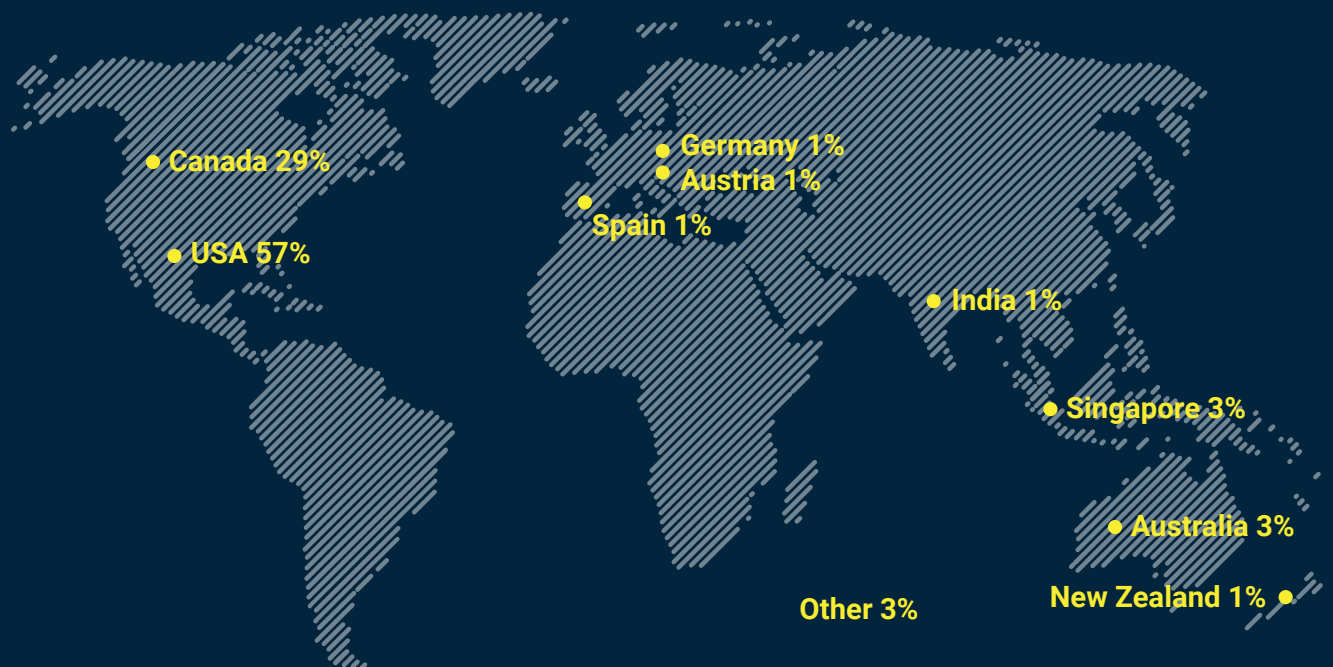 Canada 29%
USA 57%
Germany 1%
Austria 1%
Spain 1%
India 1%
Singapore 3%
Australia 3%
New Zealand 1%
Other 3%